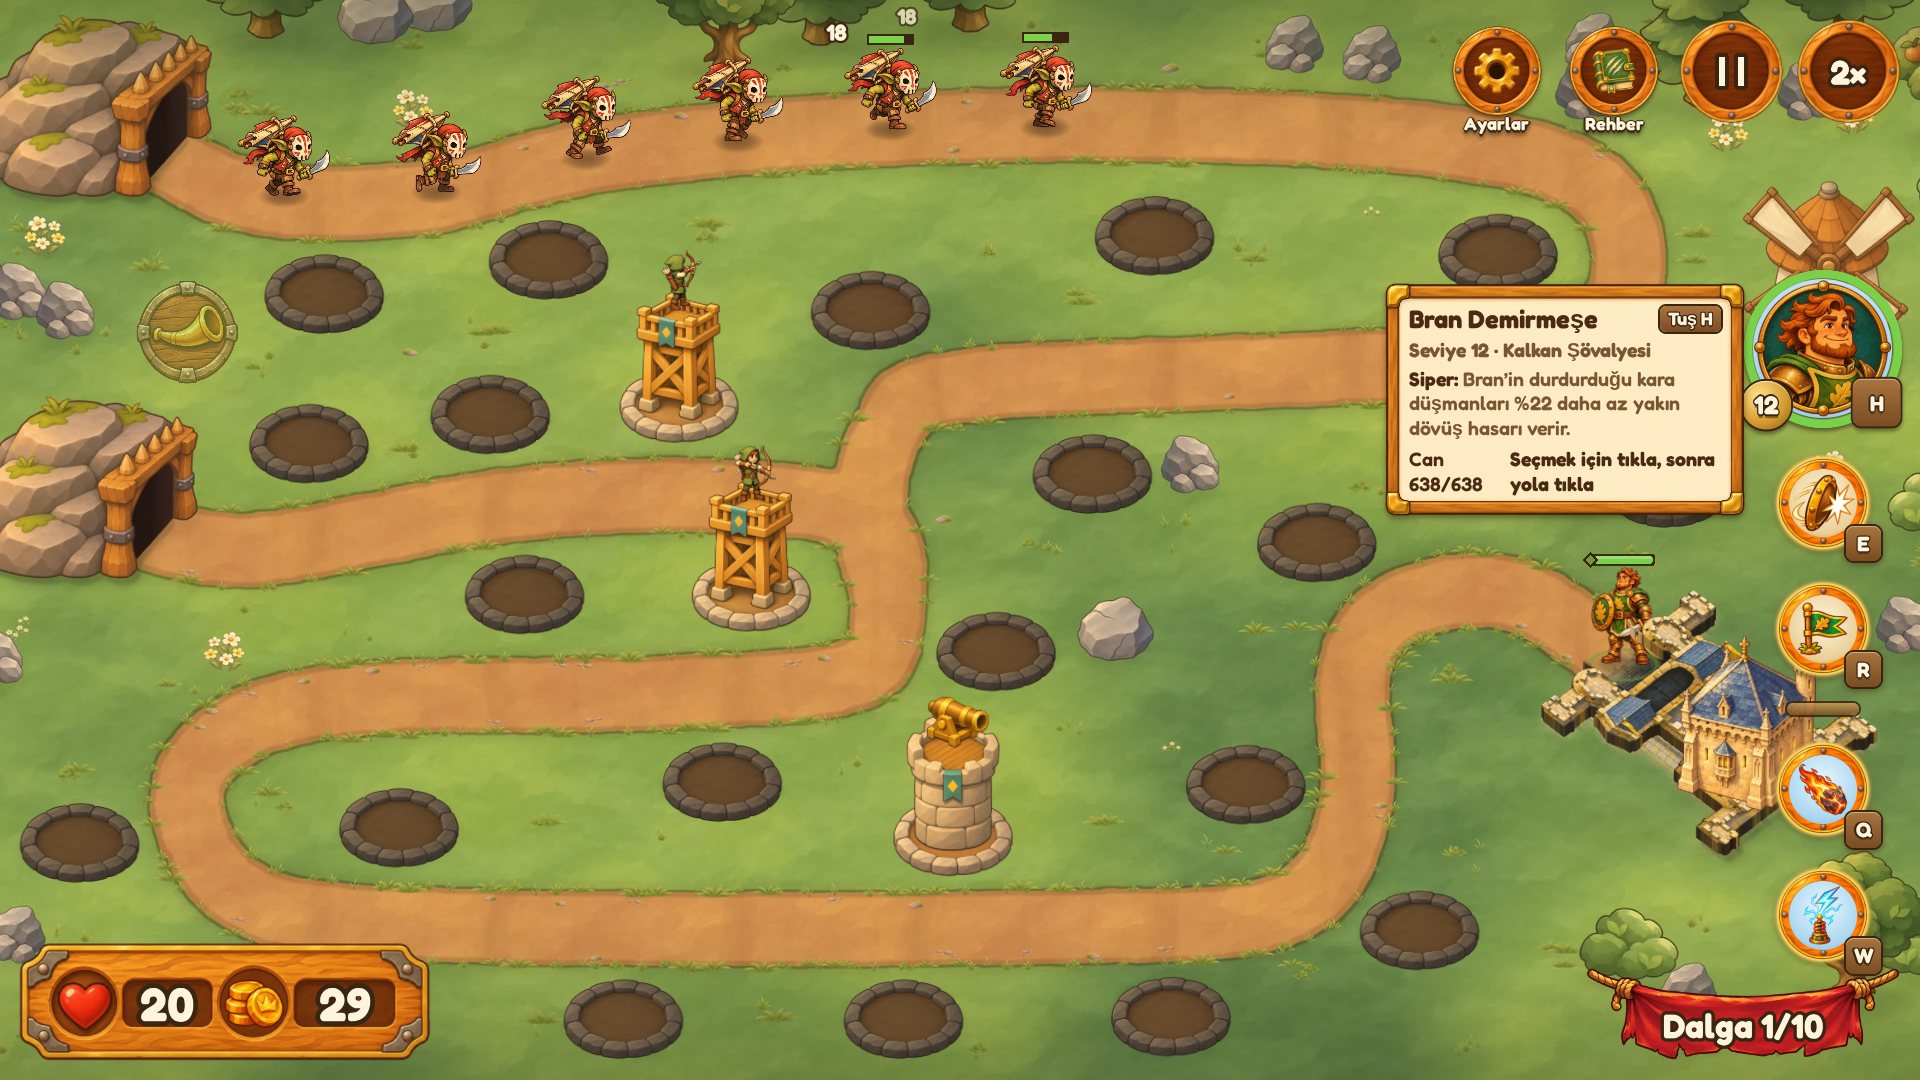 18
18
Ayarlar
Rehber
2x
Bran Demirmeşe
Tuş H
Seviye 12 · Kalkan Şövalyesi
Siper: Bran'in durdurduğu kara
düşmanları %22 daha az yakın
dövüş hasarı verir.
Can
638/638
Seçmek için tıkla, sonra
yola tıkla
12
H
E
R
Q
W
20
29
Dalga 1/10